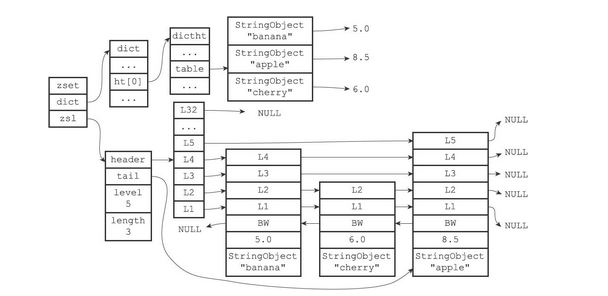 zset
dict
zsl
dict
...
ht[0]
...
dictht
...
table
...
StringObject
"banana"
StringObject
"apple"
StringObject
"cherry"
5.0
8.5
6.0
header
tail
level
5
length
3
L32
...
L5
L4
L3
L2
L1
NULL
NULL
L4
L3
L2
L1
BW
5.0
StringObject
"banana"
L2
L1
BW
6.0
StringObject
"cherry"
L5
L4
L3
L2
L1
BW
8.5
StringObject
"apple"
NULL
NULL
NULL
NULL
NULL